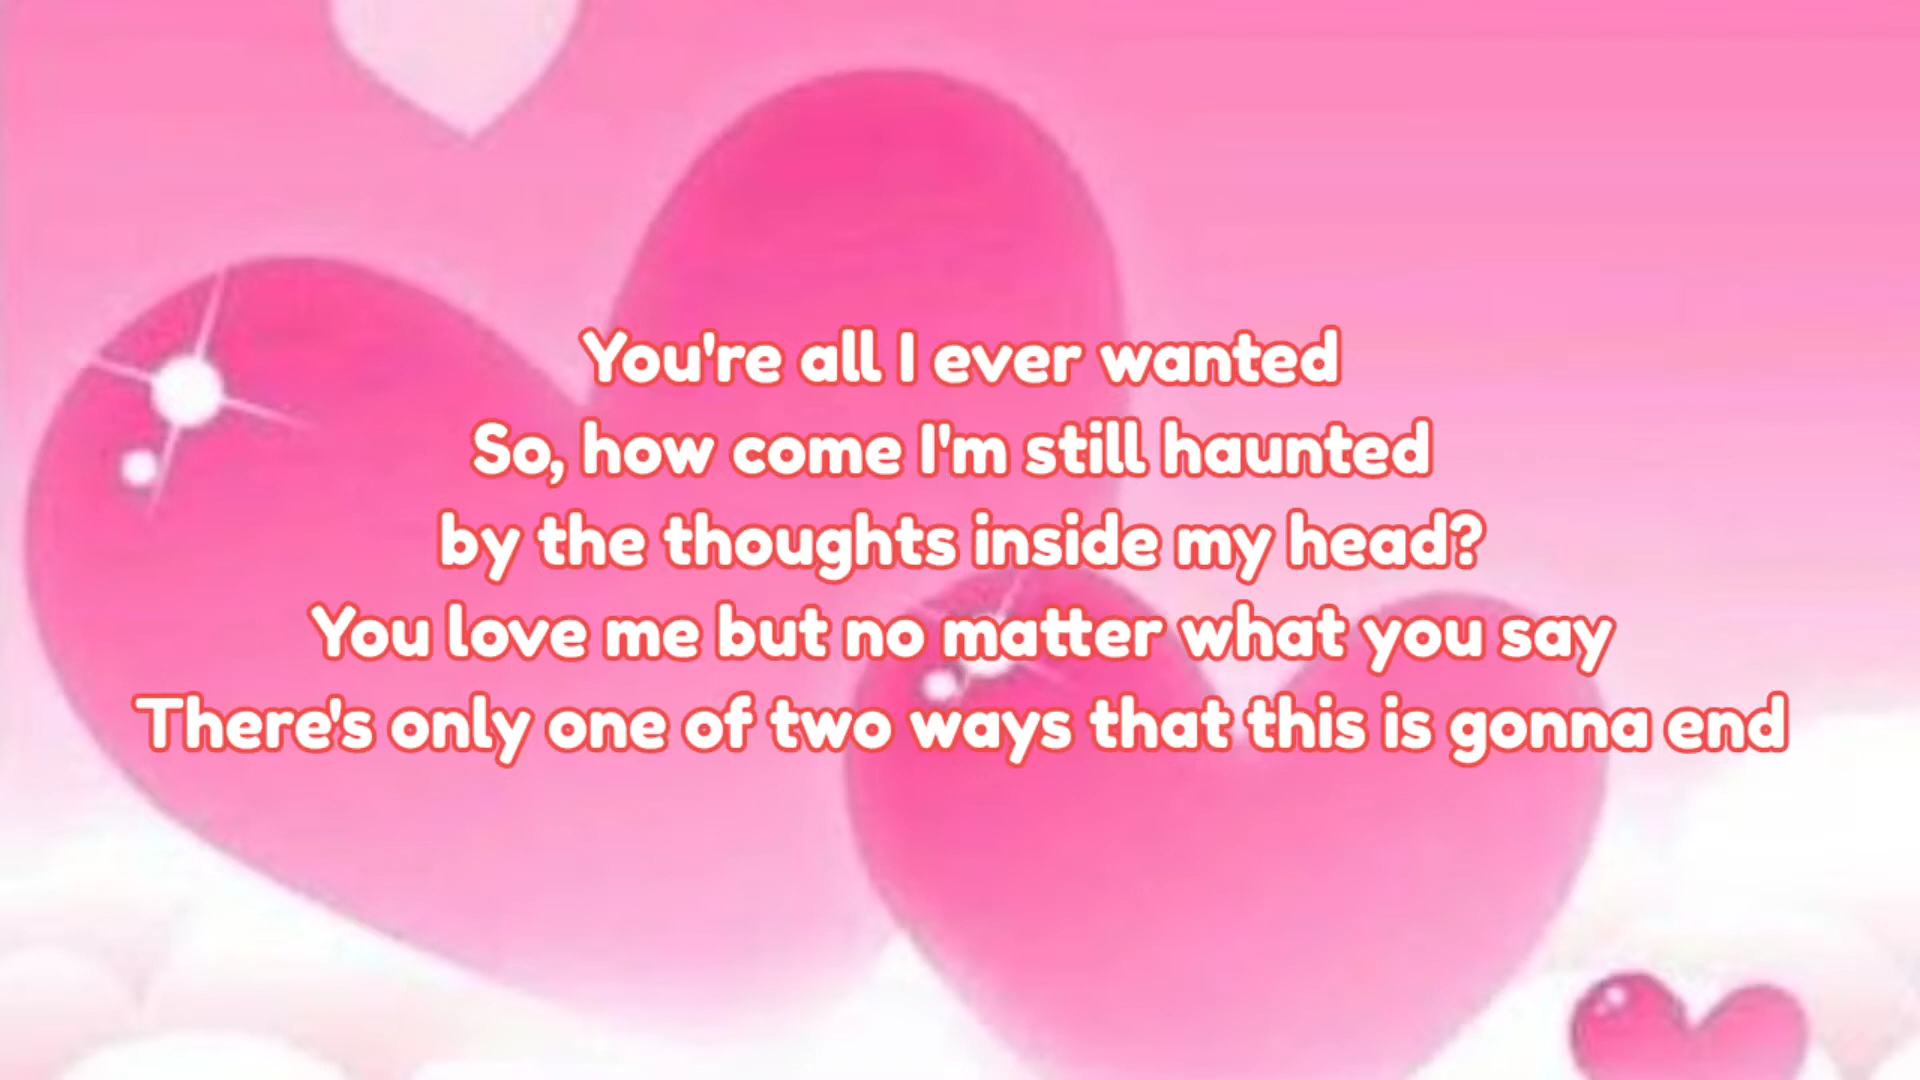 You're all I ever wanted
So, how come I'm still haunted
by the thoughts inside my head?
You love me but no matter what you say
There's only one of two ways that this is gonna end